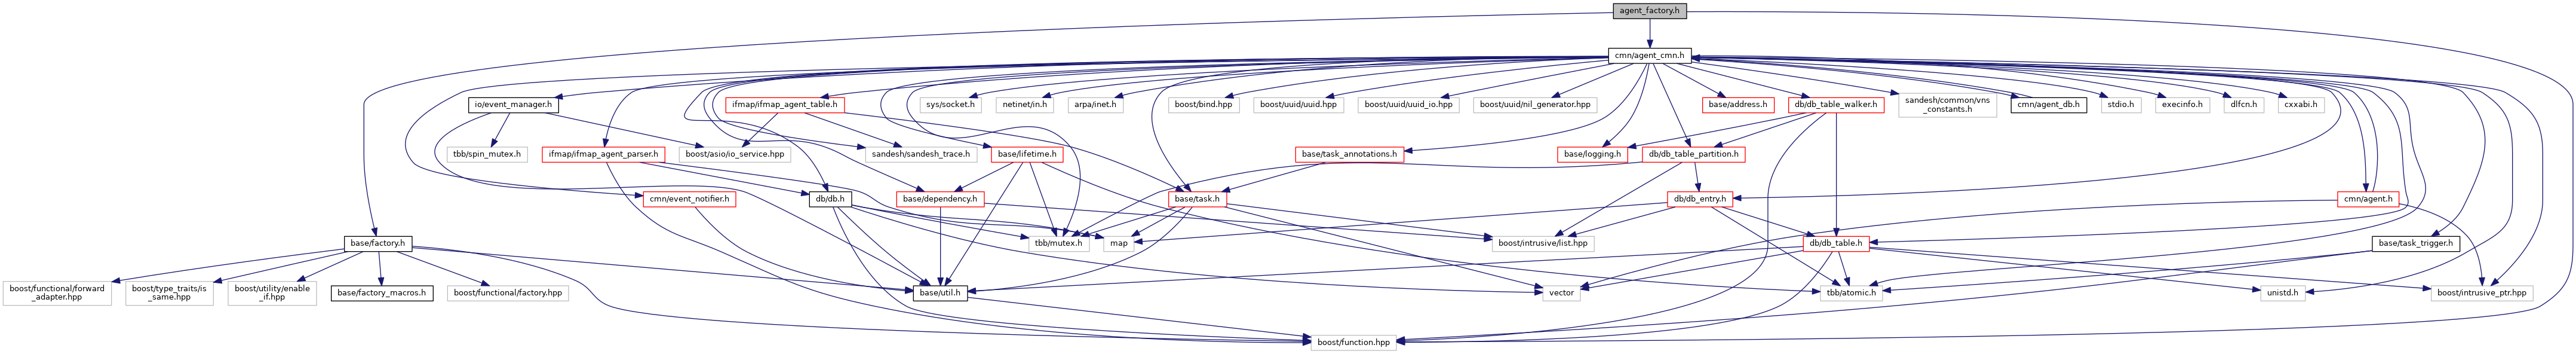 agent_factory.h
cmn/agent_cmn.h
io/event_manager.h
ifmap/ifmap_agent_table.h
sys/socket.h
netinet/in.h
arpa/inet.h
boost/bind.hpp
boost/uuid/uuid.hpp
boost/uuid/uuid_io.hpp
boost/uuid/nil_generator.hpp
base/address.h
db/db_table_walker.h
sandesh/common/vns
_constants.h
cmn/agent_db.h
stdio.h
execinfo.h
dlfcn.h
cxxabi.h
tbb/spin_mutex.h
ifmap/ifmap_agent_parser.h
boost/asio/io_service.hpp
sandesh/sandesh_trace.h
base/lifetime.h
base/task_annotations.h
base/logging.h
db/db_table_partition.h
cmn/event_notifier.h
db/db.h
base/dependency.h
base/task.h
db/db_entry.h
cmn/agent.h
base/factory.h
tbb/mutex.h
map
boost/intrusive/list.hpp
db/db_table.h
base/task_trigger.h
boost/functional/forward
_adapter.hpp
boost/type_traits/is
_same.hpp
boost/utility/enable
_if.hpp
base/factory_macros.h
boost/functional/factory.hpp
base/util.h
vector
tbb/atomic.h
unistd.h
boost/intrusive_ptr.hpp
boost/function.hpp